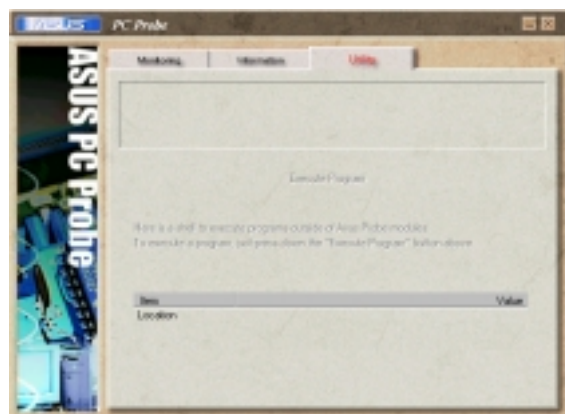 ASUS PC Probe
Monitoring Information Utility
ASUS PC Probe
Execute Program
Here is a shell to execute programs outside of Asus Probe modules
To execute a program, just press down the "Execute Program" button above
Item Value
Location